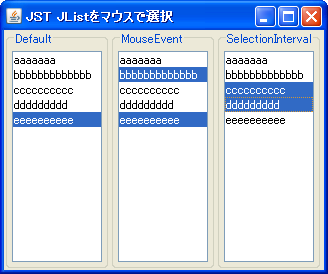 JST JListをマウスで選択
Default
aaaaaaa
bbbbbbbbbbbbb
cccccccccc
ddddddddd
eeeeeeeeee
MouseEvent
aaaaaaa
bbbbbbbbbbbbb
cccccccccc
ddddddddd
eeeeeeeeee
SelectionInterval
aaaaaaa
bbbbbbbbbbbbb
cccccccccc
ddddddddd
eeeeeeeeee